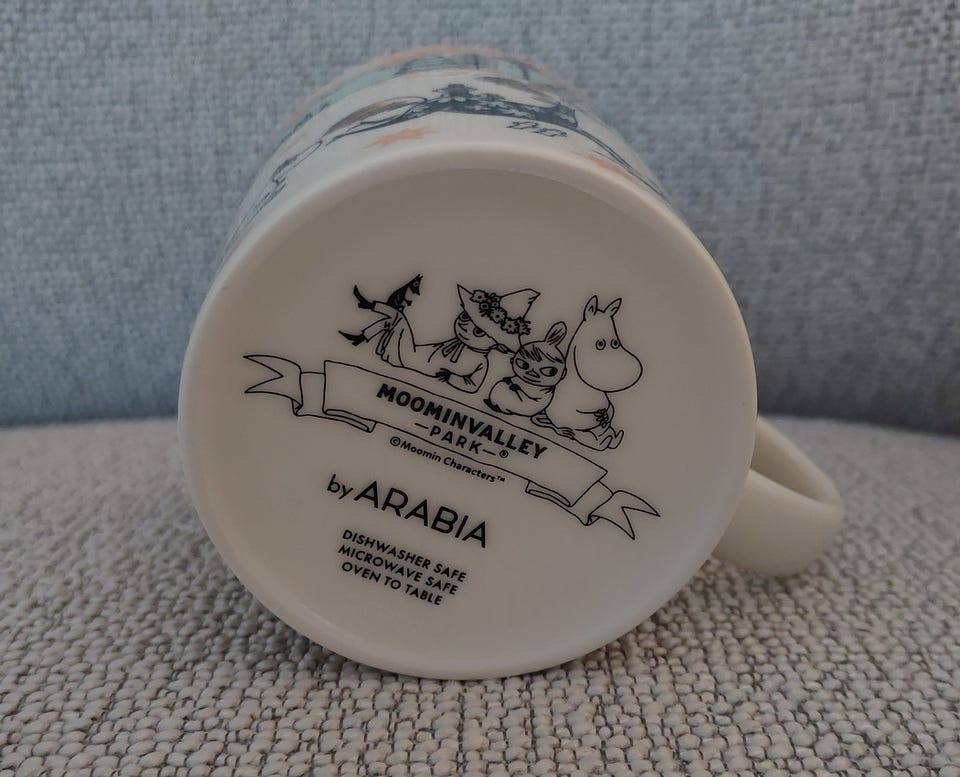 MOOMINVALLEY
—PARK—®
©Moomin Characters™
by ARABIA
DISHWASHER SAFE
MICROWAVE SAFE
OVEN TO TABLE